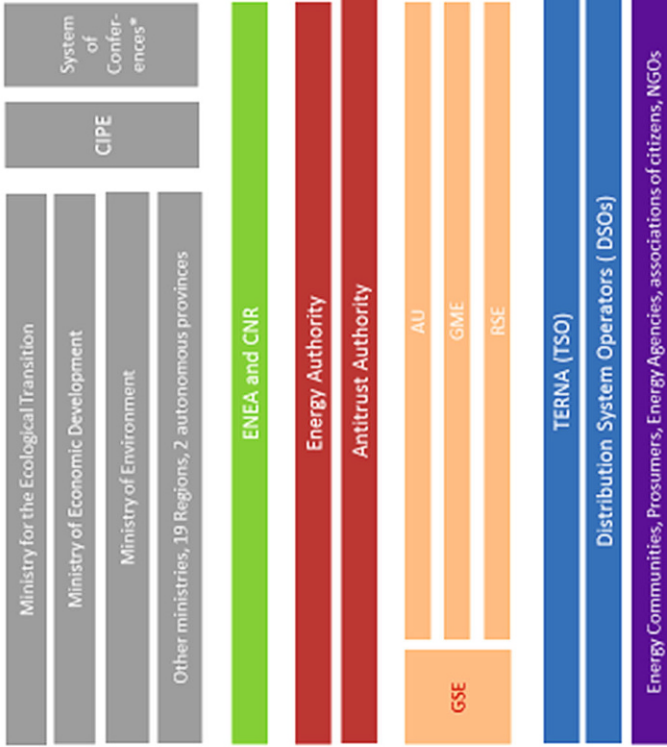 Ministry for the Ecological Transition
Ministry of Economic Development
Ministry of Environment
Other ministries, 19 Regions, 2 autonomous provinces
CIPE
System
of
Confer-
ences*
ENEA and CNR
Energy Authority
Antitrust Authority
GSE
AU
GME
RSE
TERNA (TSO)
Distribution System Operators ( DSOs)
Energy Communities, Prosumers, Energy Agencies, associations of citizens, NGOs